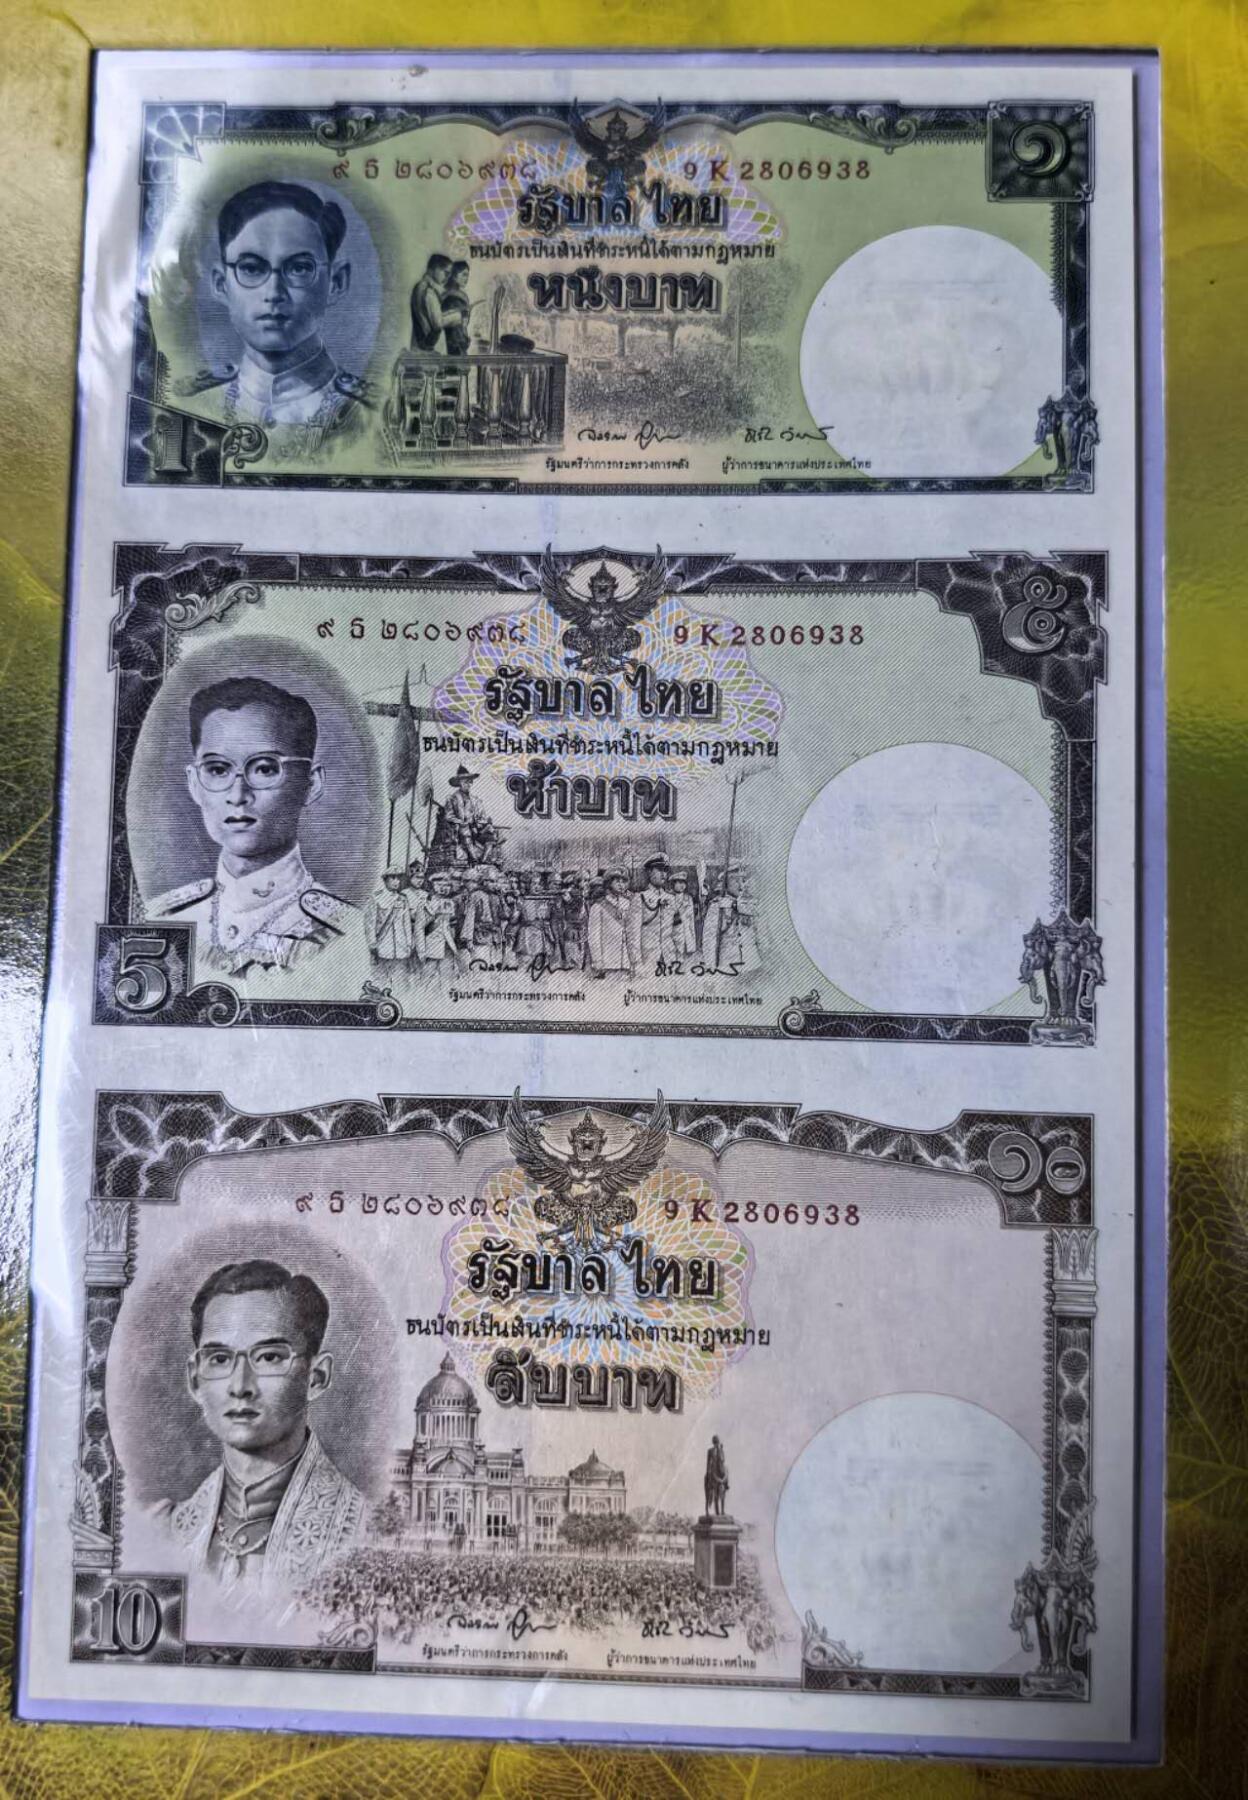 ๑
๙ ธ ๒๘๐๖๙๓๘ 9 K 2806938
รัฐบาล ไทย
ธนบัตรเป็นเงินที่ชำระหนี้ได้ตามกฎหมาย
หนึ่งบาท
รัฐมนตรีว่าการกระทรวงการคลัง ผู้ว่าการธนาคารแห่งประเทศไทย
1
๕
๙ ธ ๒๘๐๖๙๓๘ 9 K 2806938
รัฐบาล ไทย
ธนบัตรเป็นเงินที่ชำระหนี้ได้ตามกฎหมาย
ห้าบาท
รัฐมนตรีว่าการกระทรวงการคลัง ผู้ว่าการธนาคารแห่งประเทศไทย
5
๑๐
๙ ธ ๒๘๐๖๙๓๘ 9 K 2806938
รัฐบาล ไทย
ธนบัตรเป็นเงินที่ชำระหนี้ได้ตามกฎหมาย
สิบบาท
รัฐมนตรีว่าการกระทรวงการคลัง ผู้ว่าการธนาคารแห่งประเทศไทย
10